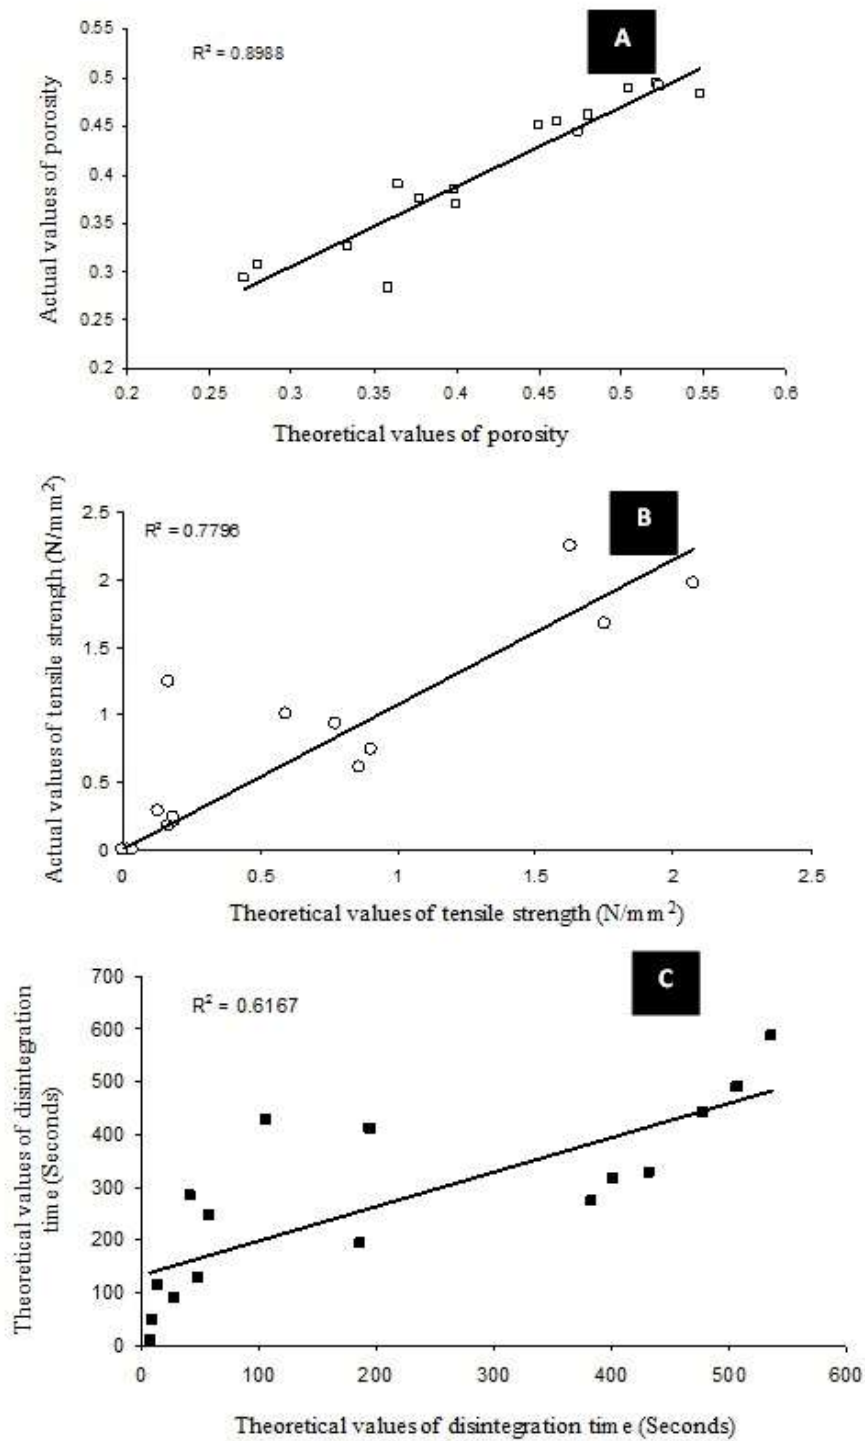 A
R² = 0.8988
Actual values of porosity
0.55
0.5
0.45
0.4
0.35
0.3
0.25
0.2
0.2 0.25 0.3 0.35 0.4 0.45 0.5 0.55 0.6
Theoretical values of porosity
B
R² = 0.7796
Actual values of tensile strength (N/mm²)
2.5
2
1.5
1
0.5
0
0 0.5 1 1.5 2 2.5
Theoretical values of tensile strength (N/mm²)
C
R² = 0.6167
Theoretical values of disintegration
time (Seconds)
700
600
500
400
300
200
100
0
0 100 200 300 400 500 600
Theoretical values of disintegration time (Seconds)